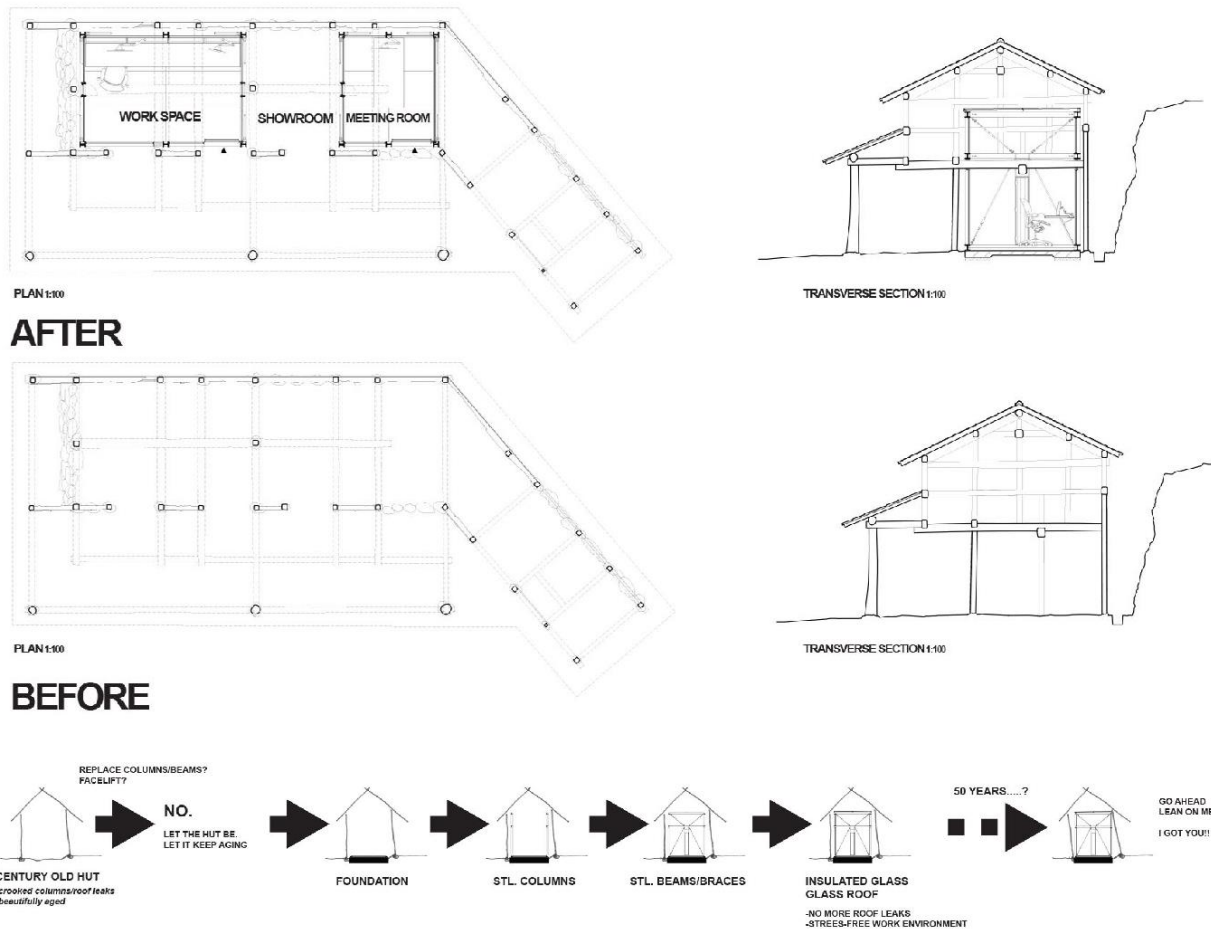 WORK SPACE
SHOWROOM
MEETING ROOM
PLAN 1:100
TRANSVERSE SECTION 1:100
AFTER
PLAN 1:100
TRANSVERSE SECTION 1:100
BEFORE
REPLACE COLUMNS/BEAMS?
FACELIFT?
NO.
LET THE HUT BE.
LET IT KEEP AGING
CENTURY OLD HUT
crooked columns/roof leaks
beautifully aged
FOUNDATION
STL. COLUMNS
STL. BEAMS/BRACES
INSULATED GLASS
GLASS ROOF
-NO MORE ROOF LEAKS
-STREES-FREE WORK ENVIRONMENT
50 YEARS.....?
GO AHEAD
LEAN ON ME
I GOT YOU!!